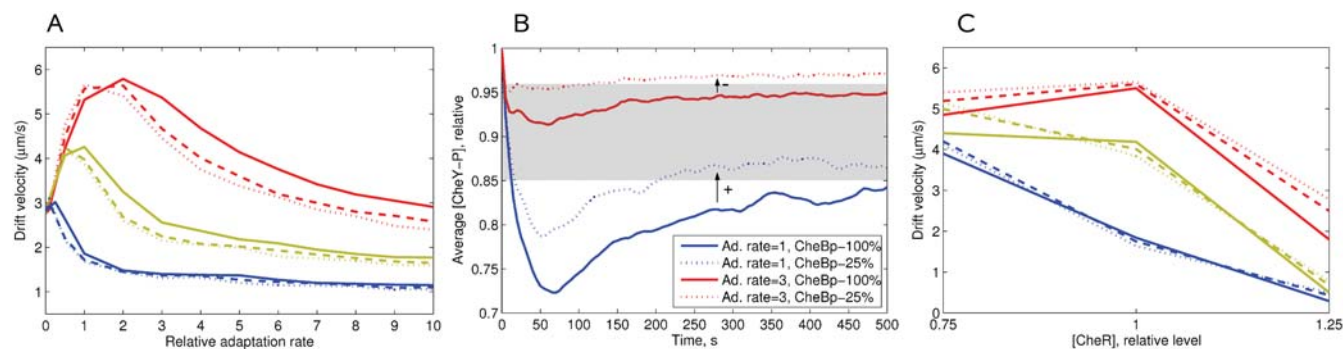 A
Drift velocity (μm/s)
6
5
4
3
2
1
0 1 2 3 4 5 6 7 8 9 10
Relative adaptation rate
B
Average [CheY-P], relative
1
0.95
0.9
0.85
0.8
0.75
0.7
-
+
Ad. rate=1, CheBp-100%
Ad. rate=1, CheBp-25%
Ad. rate=3, CheBp-100%
Ad. rate=3, CheBp-25%
0 50 100 150 200 250 300 350 400 450 500
Time, s
C
Drift velocity (μm/s)
6
5
4
3
2
1
0
0.75 1 1.25
[CheR], relative level